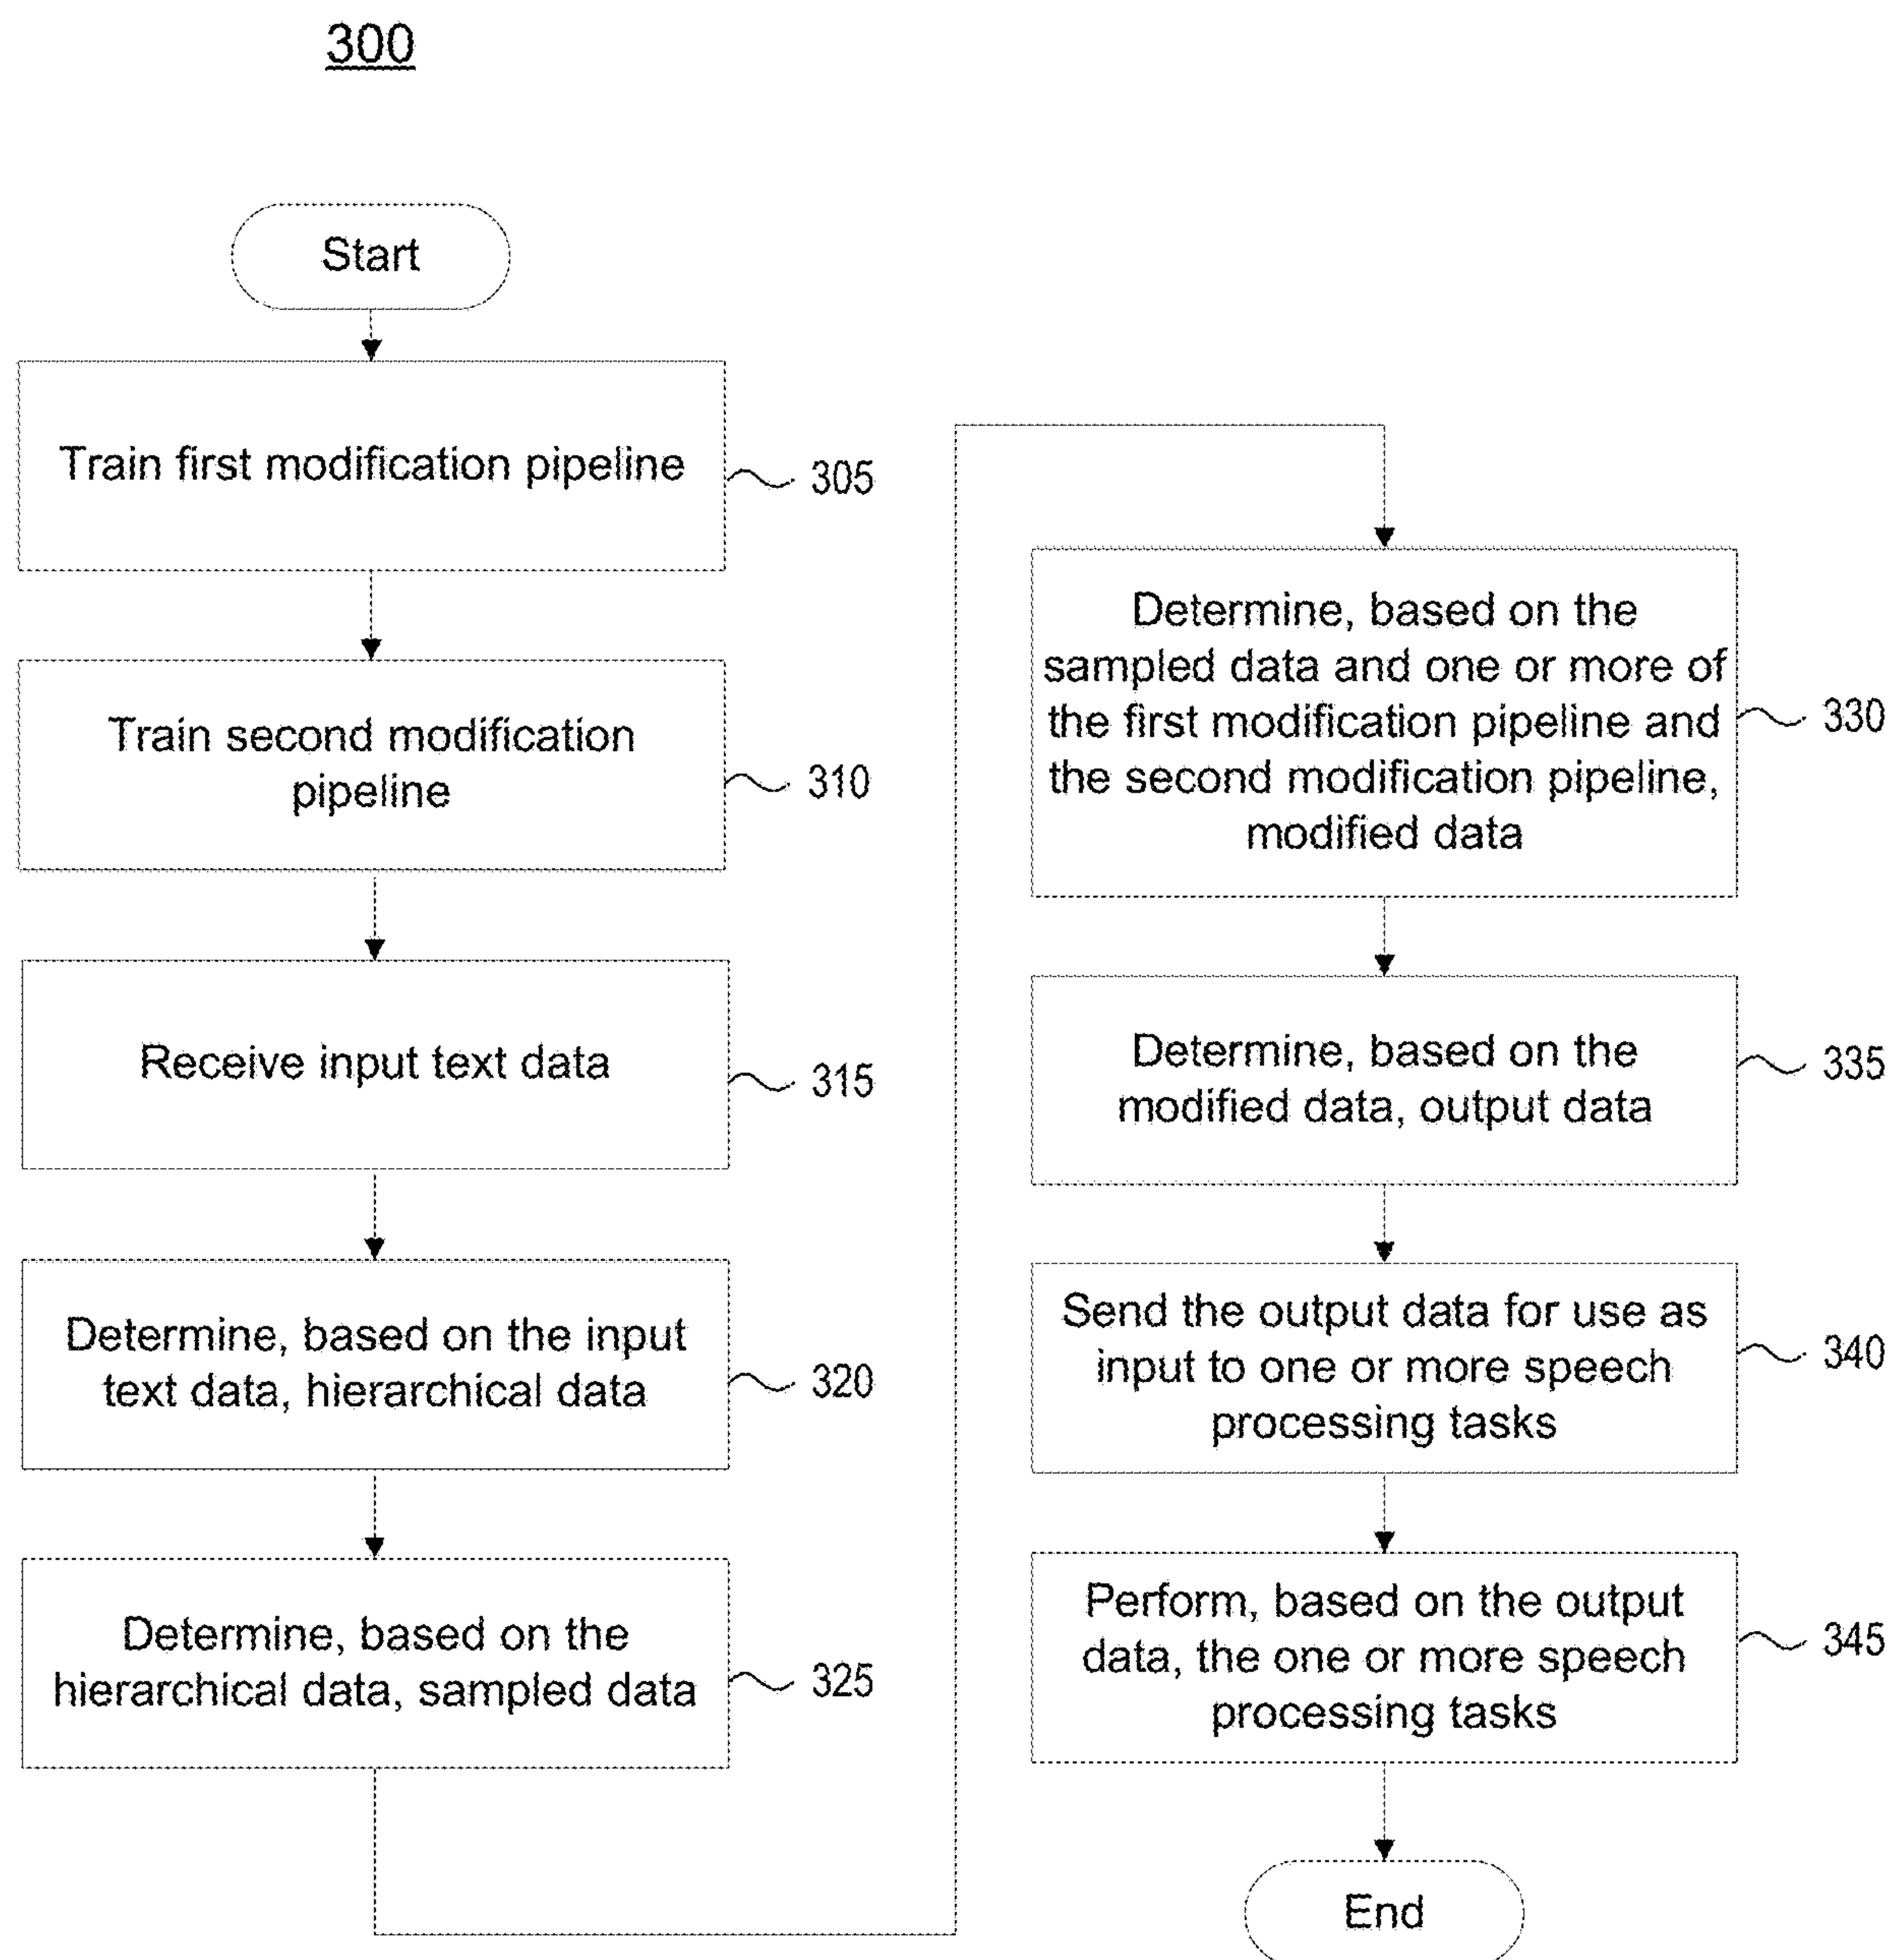 300
Start
Train first modification pipeline
305
Train second modification
pipeline
310
Receive input text data
315
Determine, based on the input
text data, hierarchical data
320
Determine, based on the
hierarchical data, sampled data
325
Determine, based on the
sampled data and one or more of
the first modification pipeline and
the second modification pipeline,
modified data
330
Determine, based on the
modified data, output data
335
Send the output data for use as
input to one or more speech
processing tasks
340
Perform, based on the output
data, the one or more speech
processing tasks
345
End